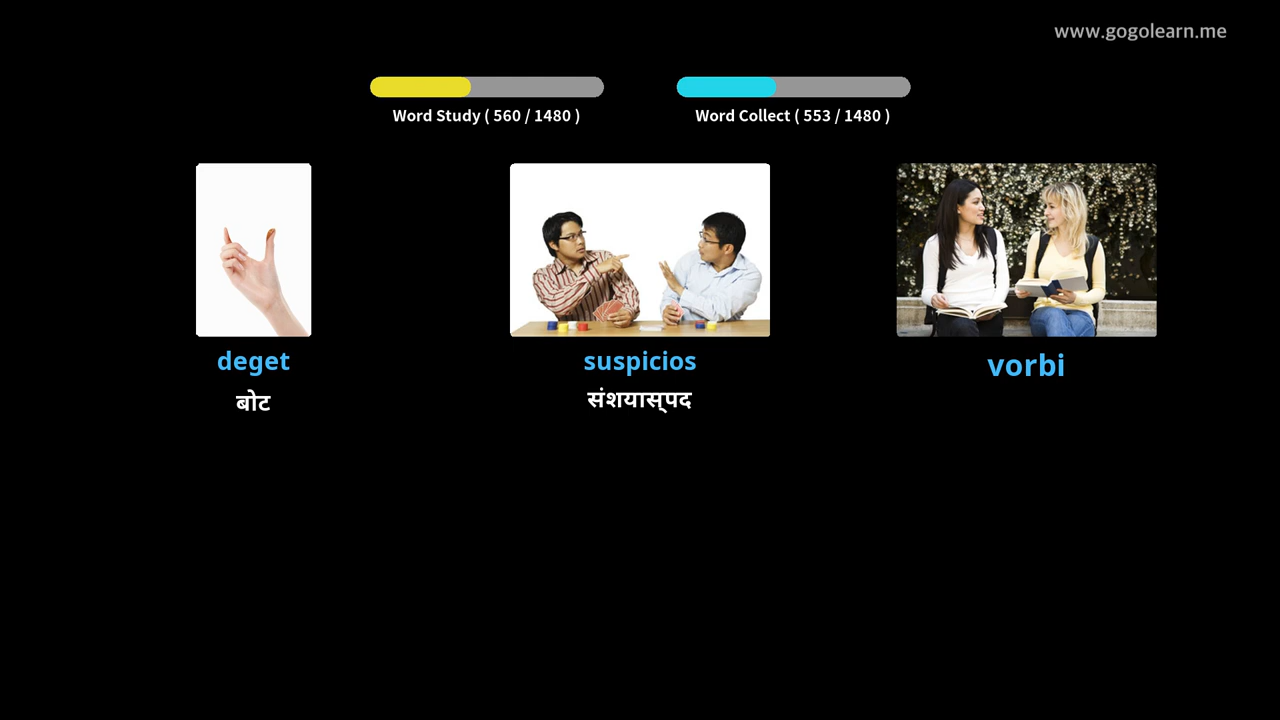 www.gogolearn.me
Word Study ( 560 / 1480 )
Word Collect ( 553 / 1480 )
deget
बोट
suspicios
संशयास्पद
vorbi